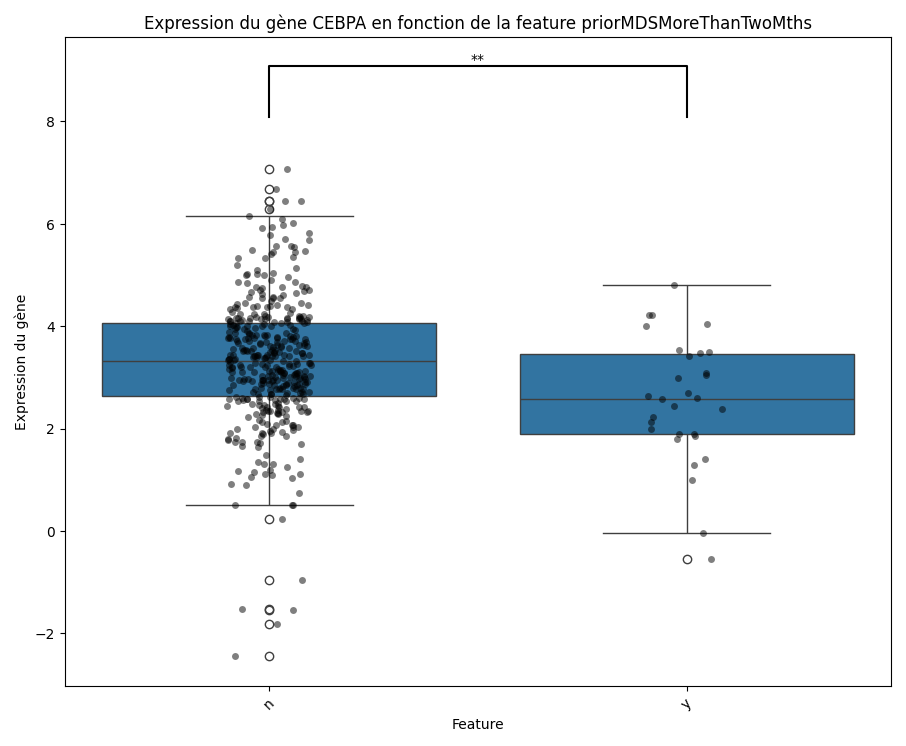 Expression du gène CEBPA en fonction de la feature priorMDSMoreThanTwoMths
**
8
6
4
2
0
−2
Expression du gène
n
y
Feature